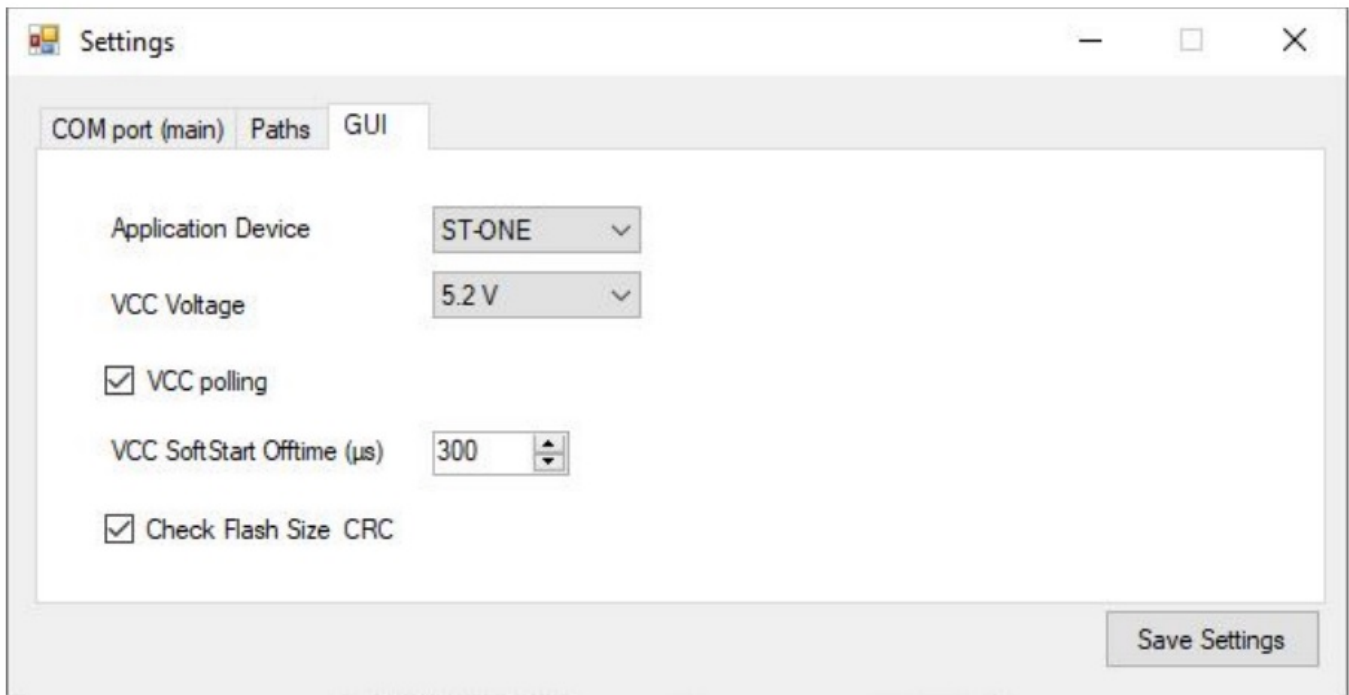 Settings
COM port (main) Paths GUI
Application Device ST-ONE
VCC Voltage 5.2 V
VCC polling
VCC SoftStart Offtime (µs) 300
Check Flash Size CRC
Save Settings